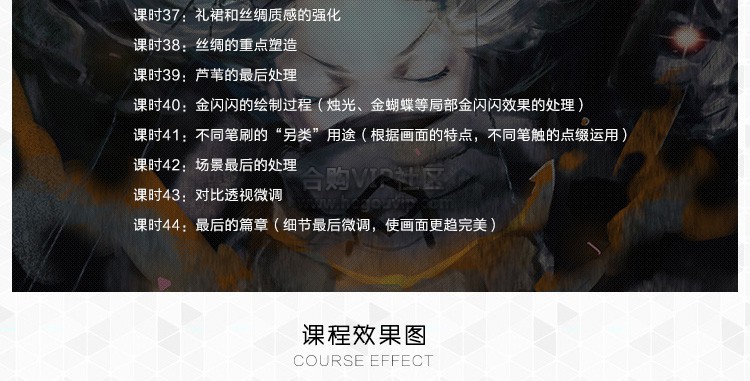 课时37：礼裙和丝绸质感的强化
课时38：丝绸的重点塑造
课时39：芦苇的最后处理
课时40：金闪闪的绘制过程（烛光、金蝴蝶等局部金闪闪效果的处理）
课时41：不同笔刷的“另类”用途（根据画面的特点，不同笔触的点缀运用）
课时42：场景最后的处理
合购VIP社区
课时43：对比透视微调
课时44：最后的篇章（细节最后微调，使画面更趋完美）
课程效果图
COURSE EFFECT